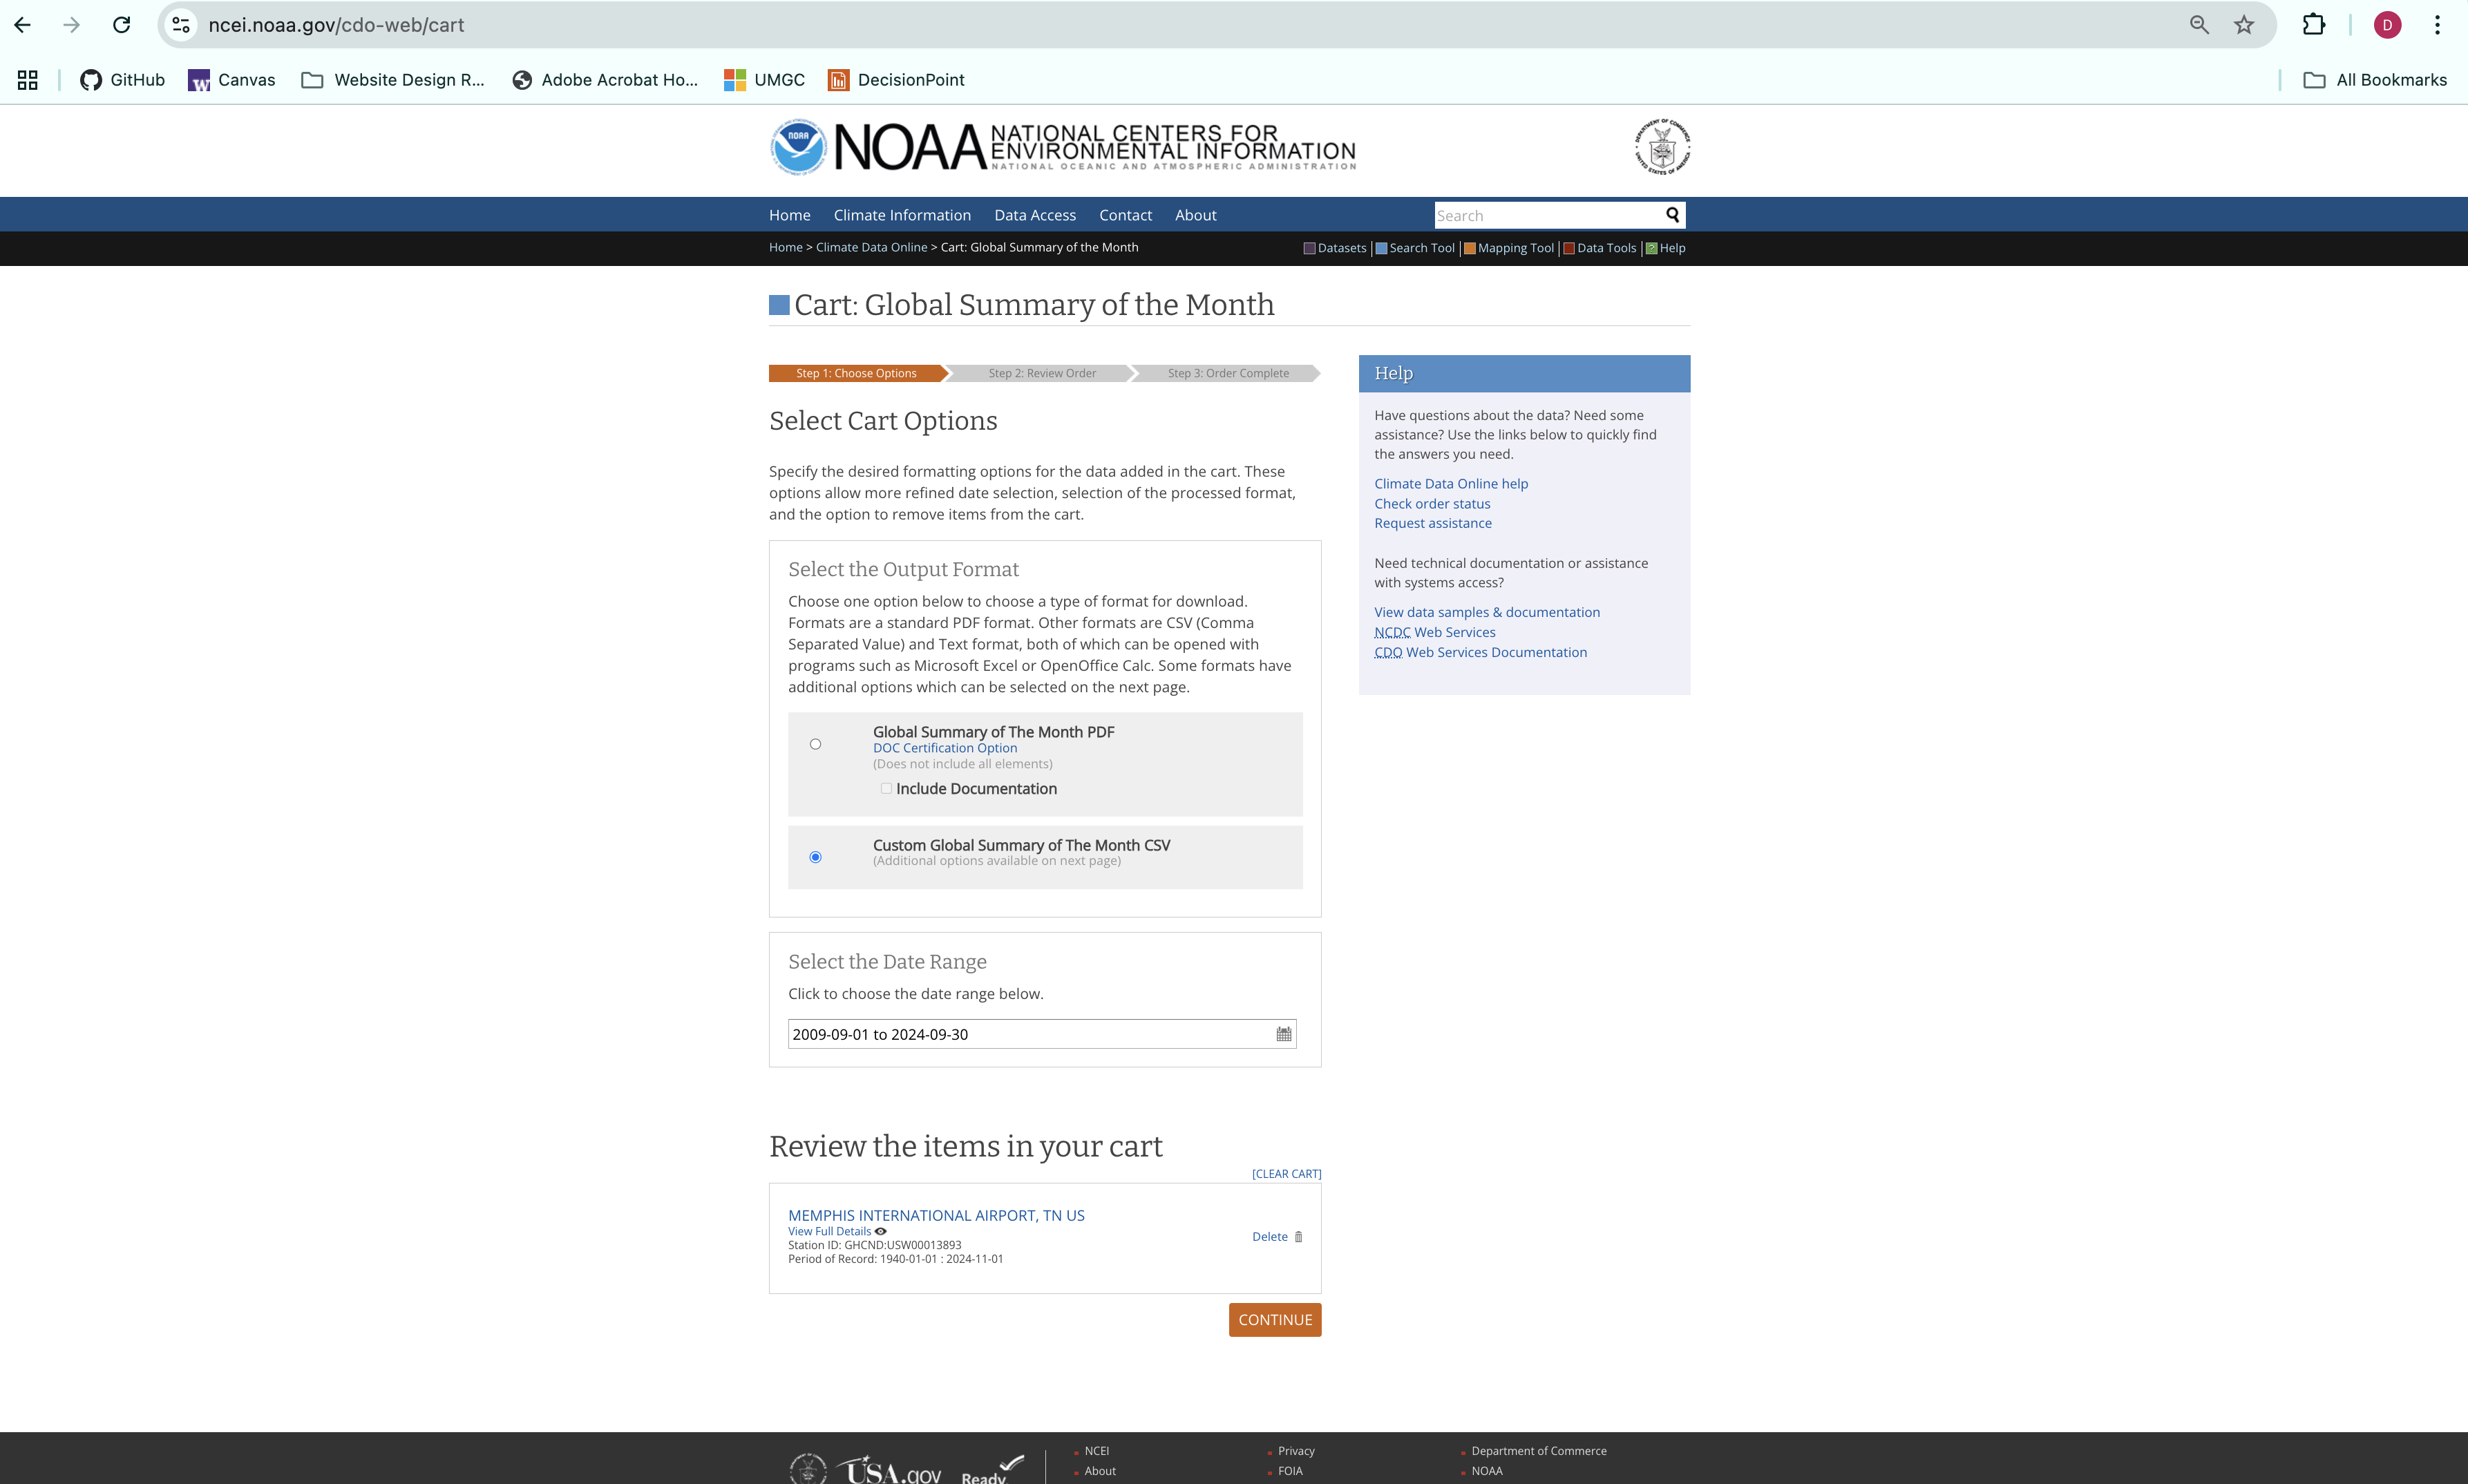 ncei.noaa.gov/cdo-web/cart
D
GitHub
Canvas
Website Design R...
Adobe Acrobat Ho...
UMGC
DecisionPoint
All Bookmarks
NOAA NATIONAL CENTERS FOR
ENVIRONMENTAL INFORMATION
NATIONAL OCEANIC AND ATMOSPHERIC ADMINISTRATION
DEPARTMENT OF COMMERCE
UNITED STATES OF AMERICA
Home Climate Information Data Access Contact About
Search
Home > Climate Data Online > Cart: Global Summary of the Month
Datasets | Search Tool | Mapping Tool | Data Tools | Help
Cart: Global Summary of the Month
Step 1: Choose Options
Step 2: Review Order
Step 3: Order Complete
Select Cart Options
Specify the desired formatting options for the data added in the cart. These
options allow more refined date selection, selection of the processed format,
and the option to remove items from the cart.
Select the Output Format
Choose one option below to choose a type of format for download.
Formats are a standard PDF format. Other formats are CSV (Comma
Separated Value) and Text format, both of which can be opened with
programs such as Microsoft Excel or OpenOffice Calc. Some formats have
additional options which can be selected on the next page.
Global Summary of The Month PDF
DOC Certification Option
(Does not include all elements)
Include Documentation
Custom Global Summary of The Month CSV
(Additional options available on next page)
Select the Date Range
Click to choose the date range below.
2009-09-01 to 2024-09-30
Review the items in your cart
[CLEAR CART]
MEMPHIS INTERNATIONAL AIRPORT, TN US
View Full Details
Station ID: GHCND:USW00013893
Period of Record: 1940-01-01 : 2024-11-01
Delete
CONTINUE
Help
Have questions about the data? Need some
assistance? Use the links below to quickly find
the answers you need.
Climate Data Online help
Check order status
Request assistance
Need technical documentation or assistance
with systems access?
View data samples & documentation
NCDC Web Services
CDO Web Services Documentation
USA.gov
Ready
NCEI
About
Privacy
FOIA
Department of Commerce
NOAA